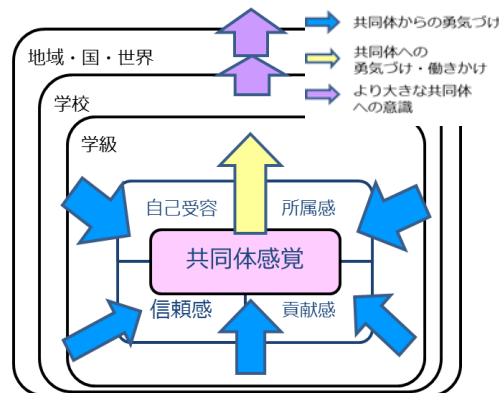 共同体からの勇気づけ
共同体への
勇気づけ・働きかけ
より大きな共同体
への意識
地域・国・世界
学校
学級
自己受容
所属感
共同体感覚
信頼感
貢献感